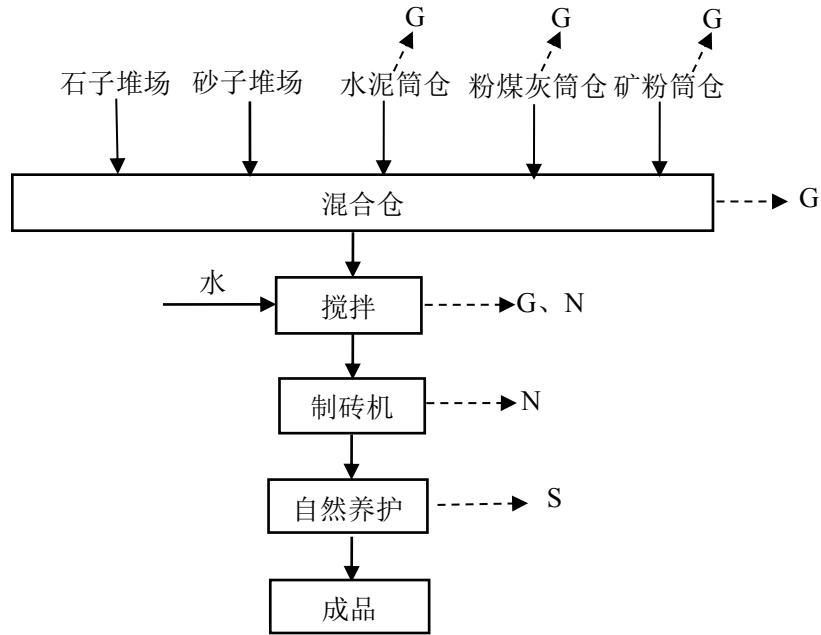 G G G
石子堆场 砂子堆场 水泥筒仓 粉煤灰筒仓 矿粉筒仓
混合仓 G
水
搅拌 G、N
制砖机 N
自然养护 S
成品